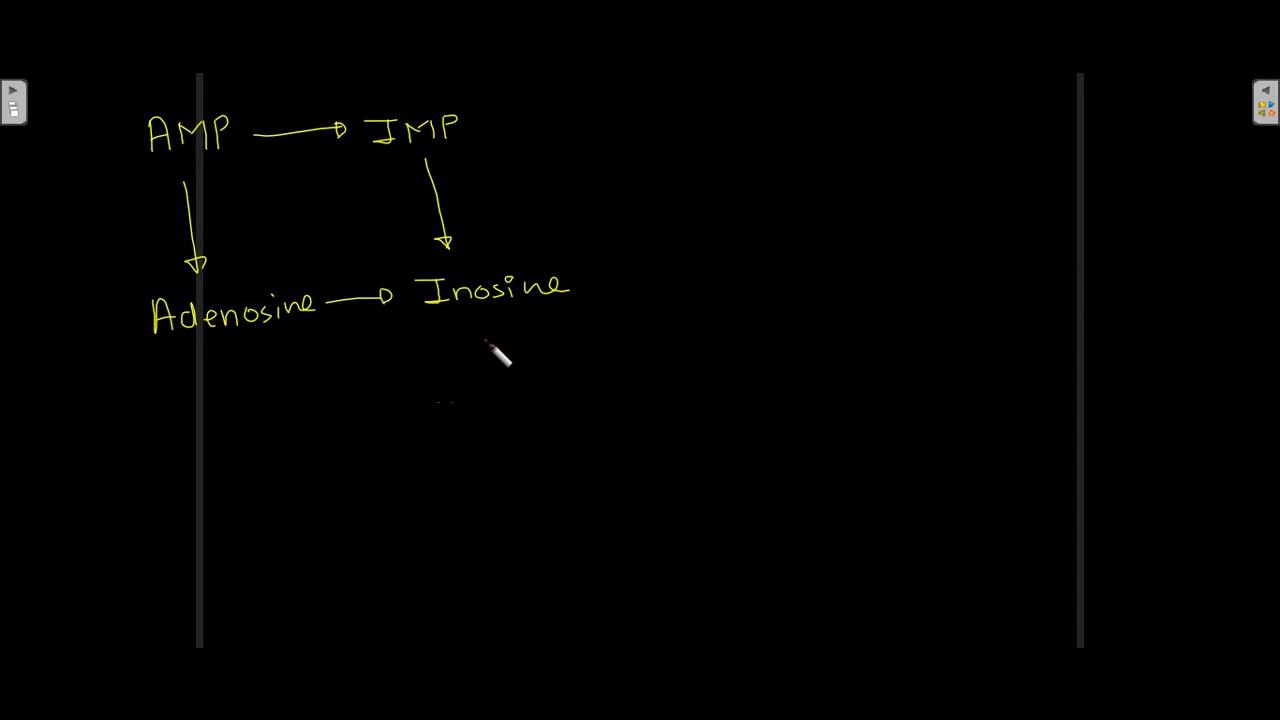 AMP → IMP
Adenosine → Inosine